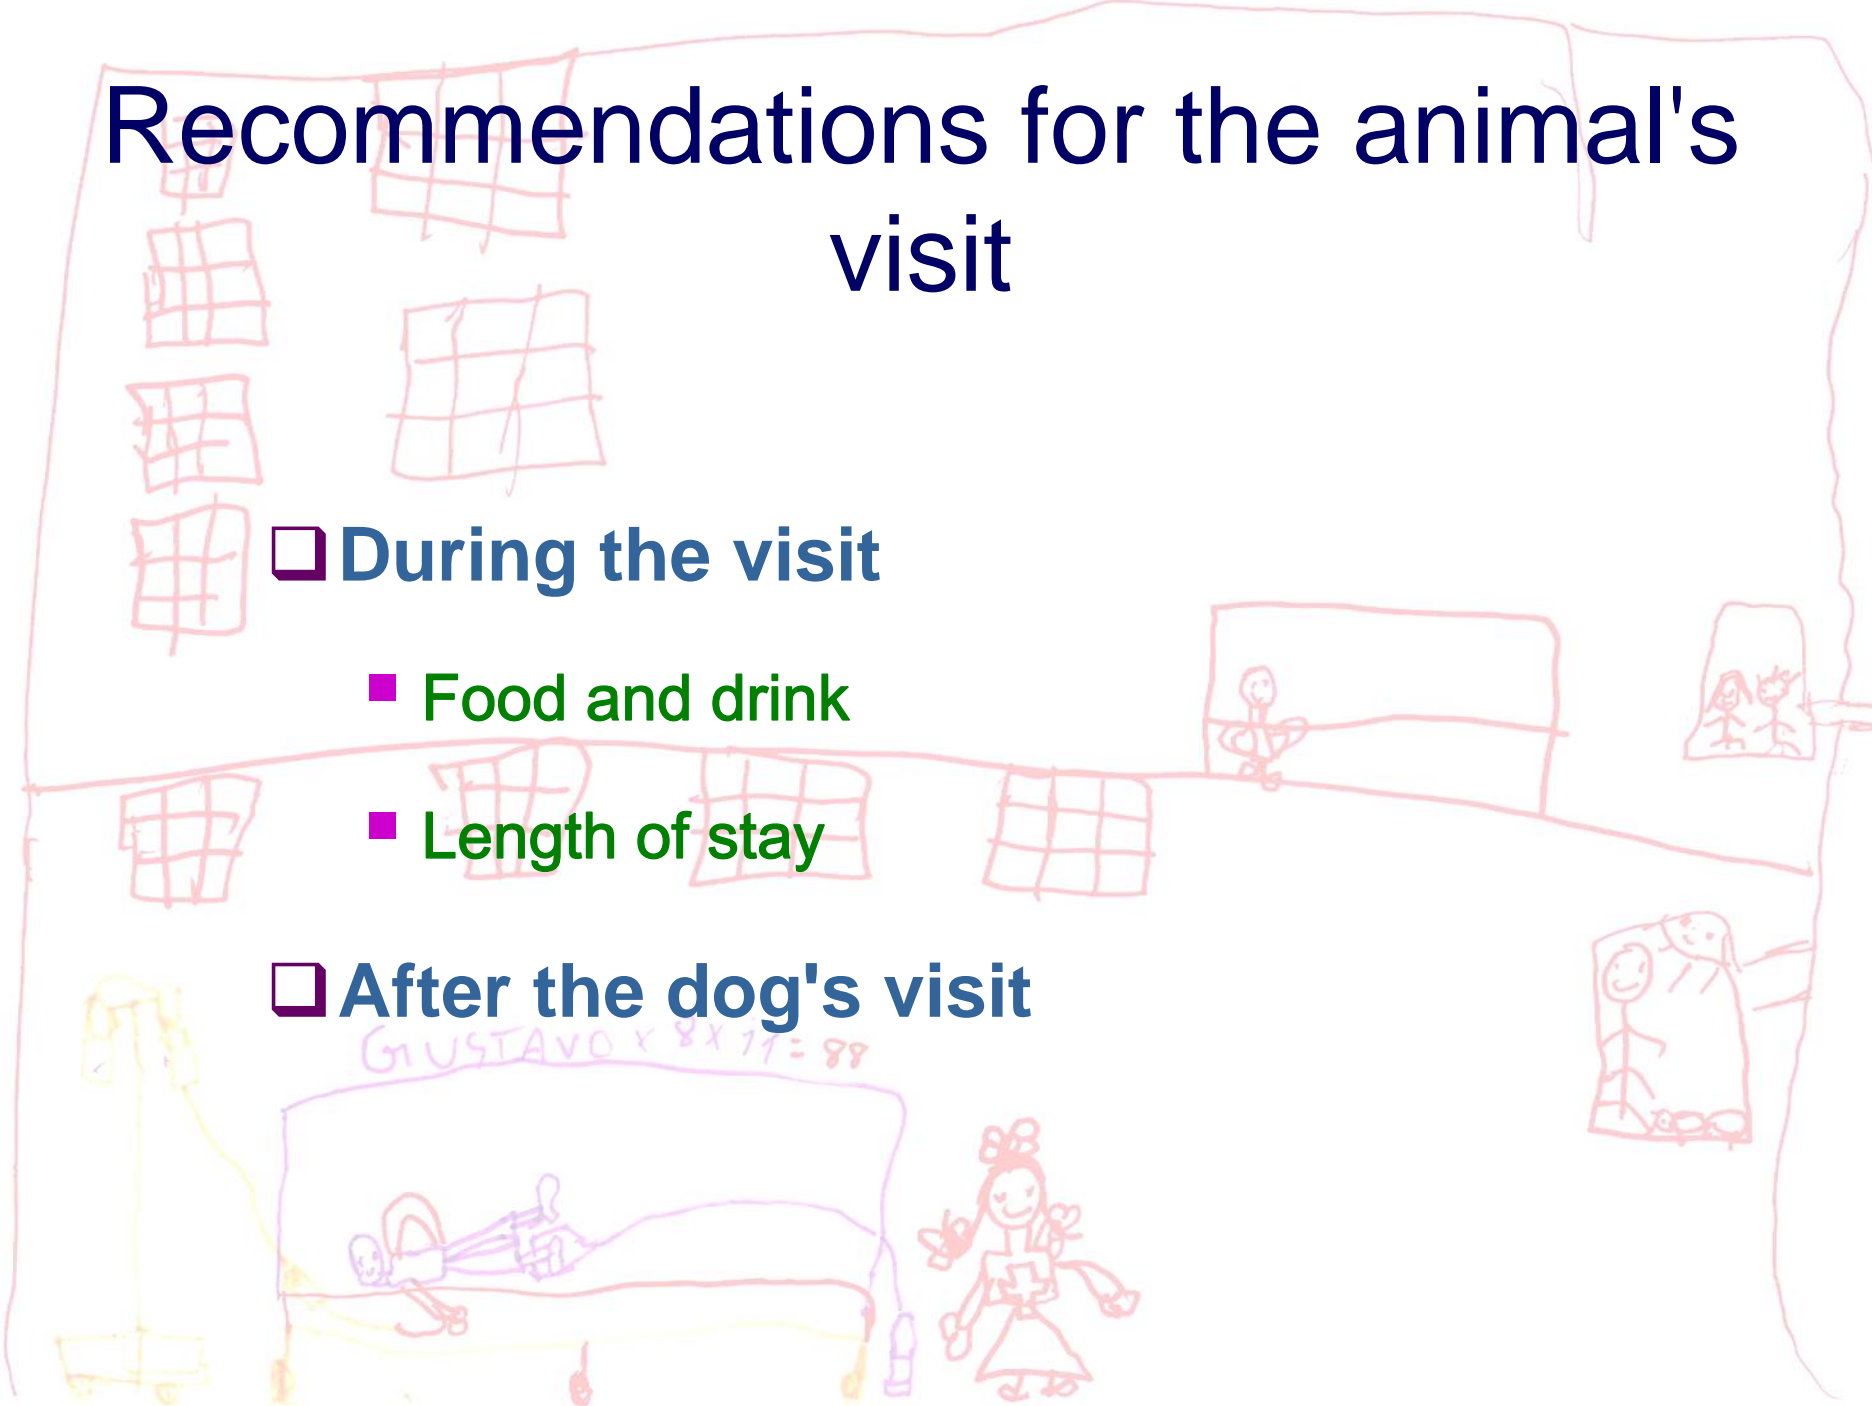 Recommendations for the animal's
visit
During the visit
Food and drink
Length of stay
After the dog's visit
GUSTAVO x 8 x 11 = 88